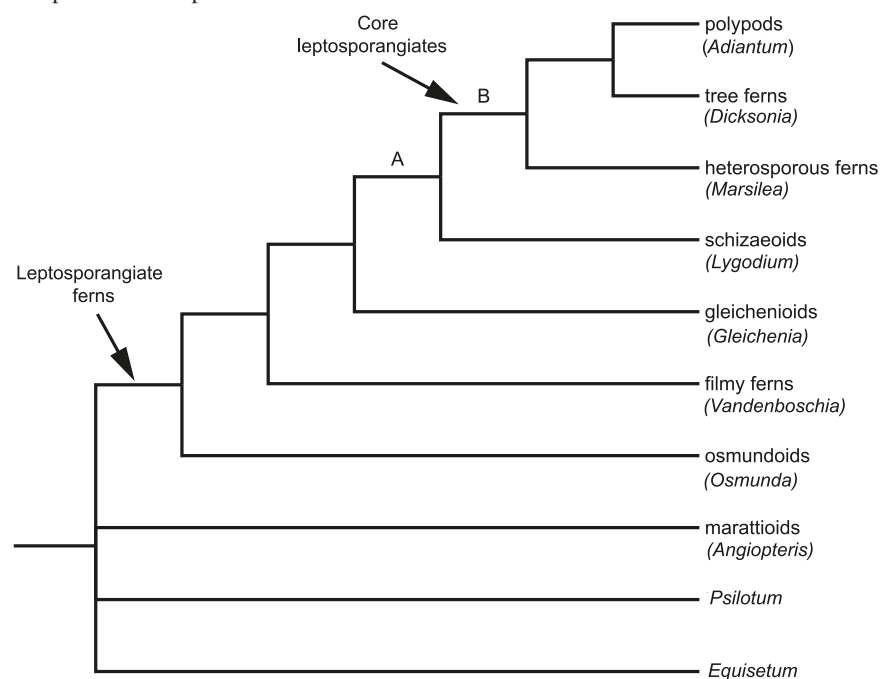 Core
leptosporangiates
B
A
Leptosporangiate
ferns
polypods
(Adiantum)
tree ferns
(Dicksonia)
heterosporous ferns
(Marsilea)
schizaeoids
(Lygodium)
gleichenioids
(Gleichenia)
filmy ferns
(Vandenboschia)
osmundoids
(Osmunda)
marattioids
(Angiopteris)
Psilotum
Equisetum